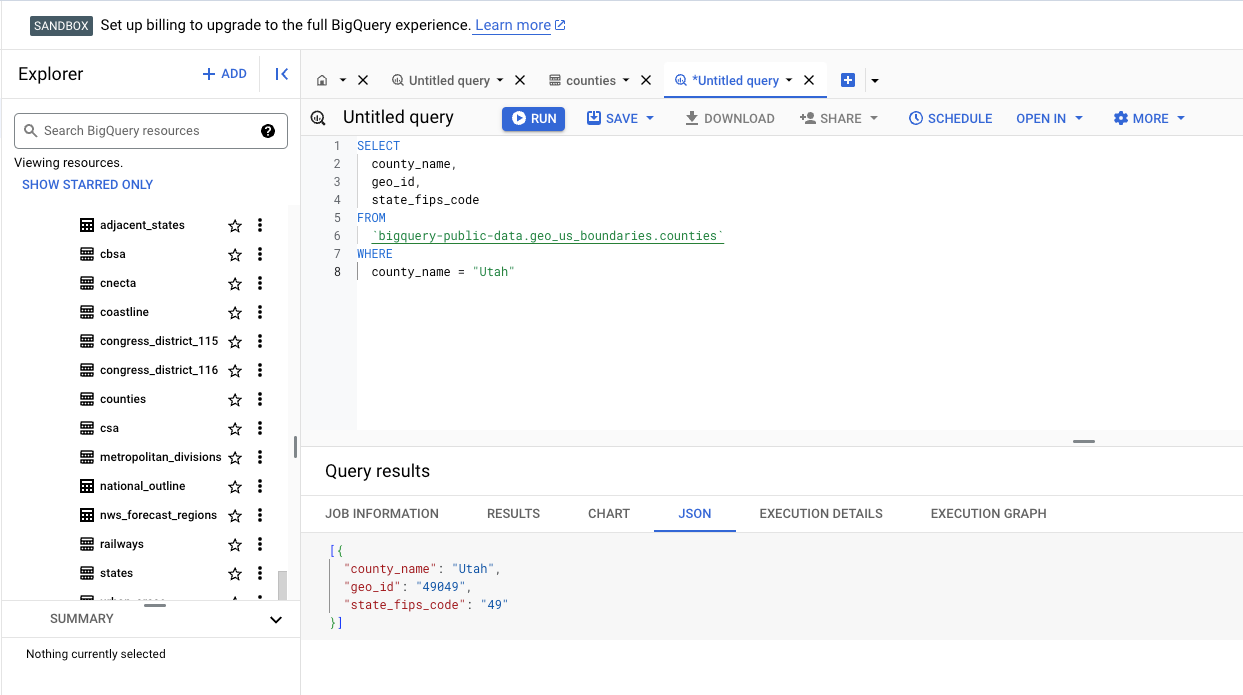 SANDBOX Set up billing to upgrade to the full BigQuery experience. Learn more
Explorer
+ ADD
Search BigQuery resources
Viewing resources.
SHOW STARRED ONLY
adjacent_states
cbsa
cnecta
coastline
congress_district_115
congress_district_116
counties
csa
metropolitan_divisions
national_outline
nws_forecast_regions
railways
states
SUMMARY
Nothing currently selected
Untitled query
counties
*Untitled query
Untitled query
RUN
SAVE
DOWNLOAD
SHARE
SCHEDULE
OPEN IN
MORE
1 SELECT
2 county_name,
3 geo_id,
4 state_fips_code
5 FROM
6 `bigquery-public-data.geo_us_boundaries.counties`
7 WHERE
8 county_name = "Utah"
Query results
JOB INFORMATION
RESULTS
CHART
JSON
EXECUTION DETAILS
EXECUTION GRAPH
[{
"county_name": "Utah",
"geo_id": "49049",
"state_fips_code": "49"
}]